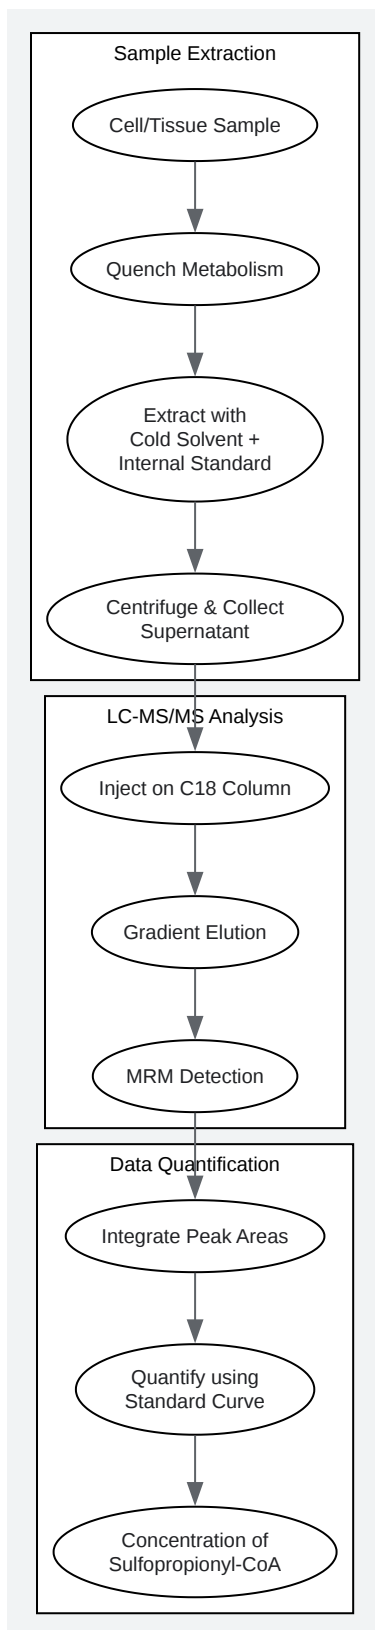 Sample Extraction
Cell/Tissue Sample
Quench Metabolism
Extract with
Cold Solvent +
Internal Standard
Centrifuge & Collect
Supernatant
LC-MS/MS Analysis
Inject on C18 Column
Gradient Elution
MRM Detection
Data Quantification
Integrate Peak Areas
Quantify using
Standard Curve
Concentration of
Sulfopropionyl-CoA